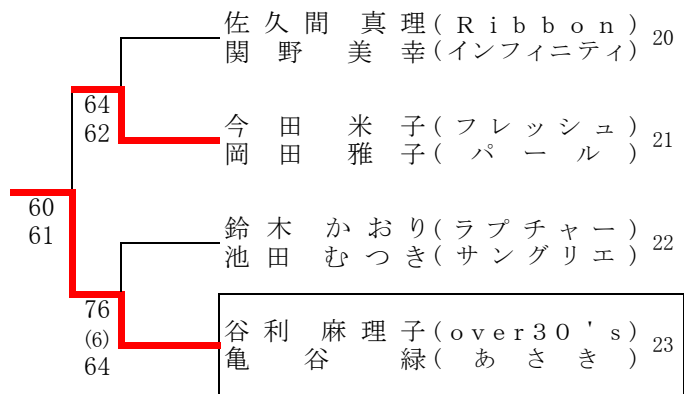 佐久間 真理(Ribbon) 20
関野 美幸(インフィニティ)
64
62
今田 米子(フレッシュ) 21
岡田 雅子(パール)
60
61
鈴木 かおり(ラプチャー) 22
池田 むつき(サングリエ)
76
(6)
64
谷利 麻理子(over30's) 23
亀谷 緑(あさき)